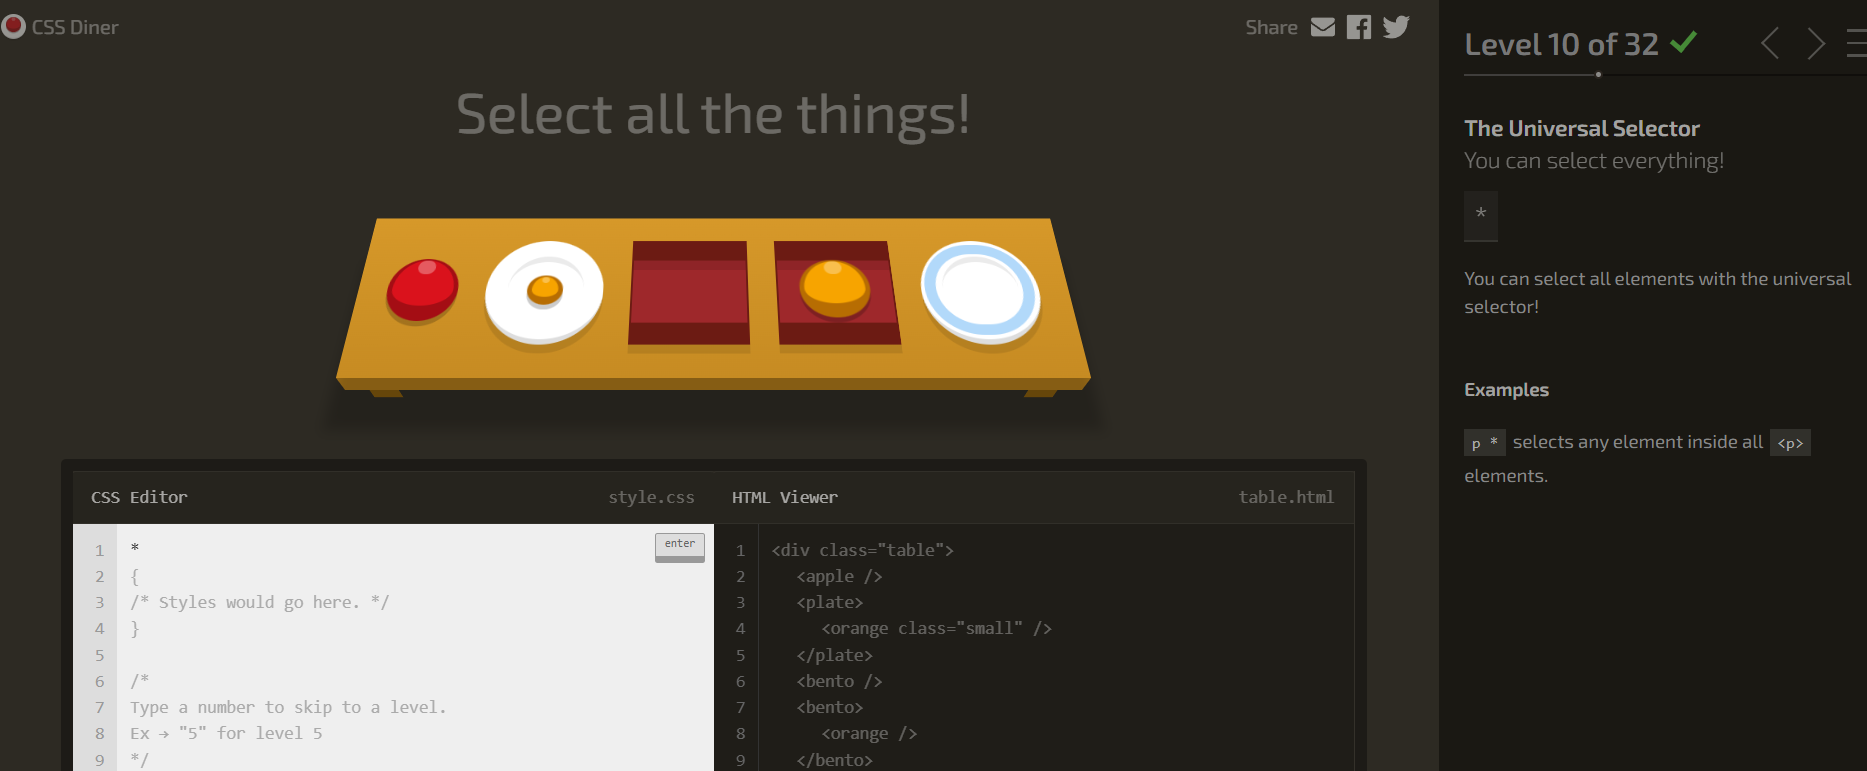 CSS Diner
Share
Select all the things!
CSS Editor
style.css
HTML Viewer
table.html
1
2
3
4
5
6
7
8
9
*
{
/* Styles would go here. */
}
/*
Type a number to skip to a level.
Ex → "5" for level 5
*/
enter
1
2
3
4
5
6
7
8
9
<div class="table">
<apple />
<plate>
<orange class="small" />
</plate>
<bento />
<bento>
<orange />
</bento>
Level 10 of 32
The Universal Selector
You can select everything!
*
You can select all elements with the universal
selector!
Examples
p * selects any element inside all <p>
elements.